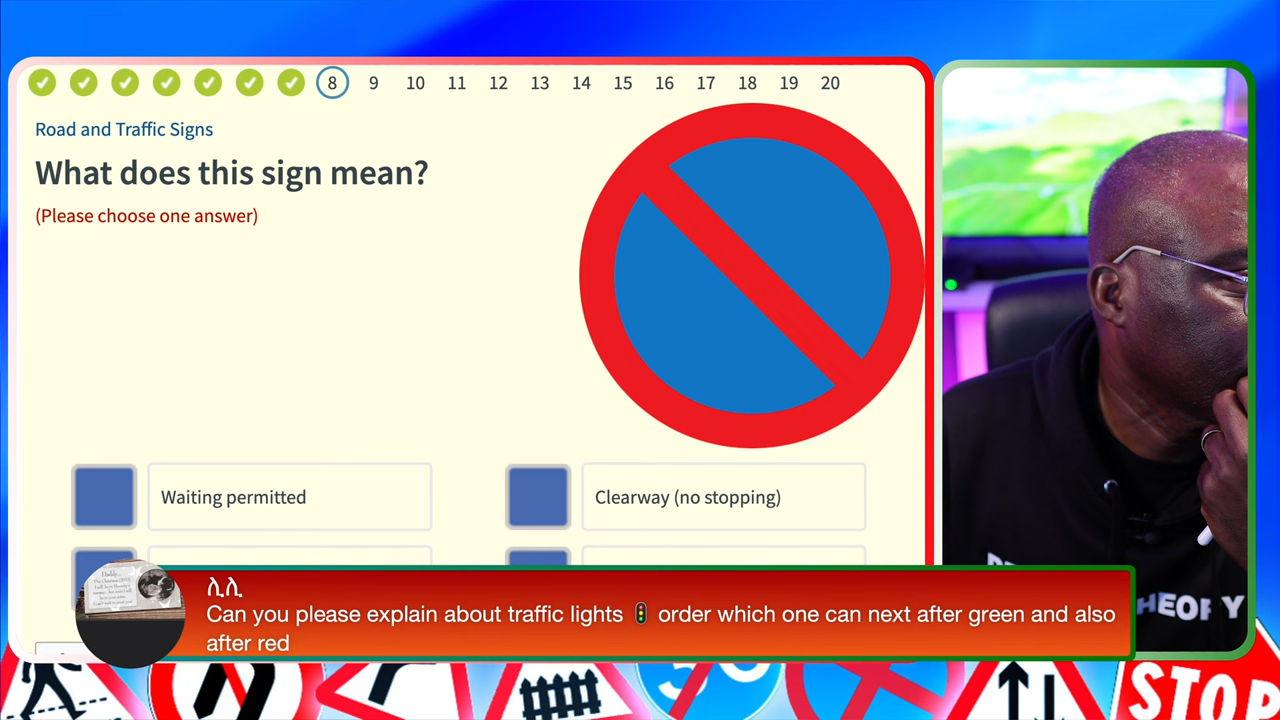 8 9 10 11 12 13 14 15 16 17 18 19 20
Road and Traffic Signs
What does this sign mean?
(Please choose one answer)
Waiting permitted
Clearway (no stopping)
ሊሊ
Can you please explain about traffic lights 🚦 order which one can next after green and also
after red
HEORY
50
STOP